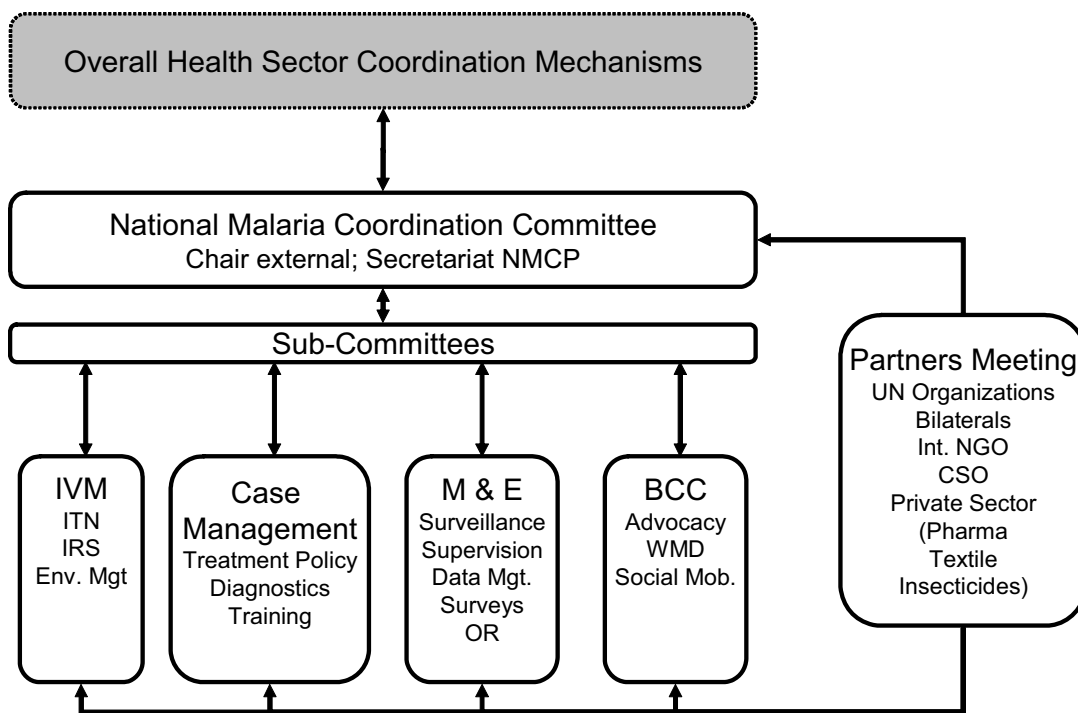 Overall Health Sector Coordination Mechanisms
National Malaria Coordination Committee
Chair external; Secretariat NMCP
Sub-Committees
IVM
ITN
IRS
Env. Mgt
Case
Management
Treatment Policy
Diagnostics
Training
M & E
Surveillance
Supervision
Data Mgt.
Surveys
OR
BCC
Advocacy
WMD
Social Mob.
Partners Meeting
UN Organizations
Bilaterals
Int. NGO
CSO
Private Sector
(Pharma
Textile
Insecticides)